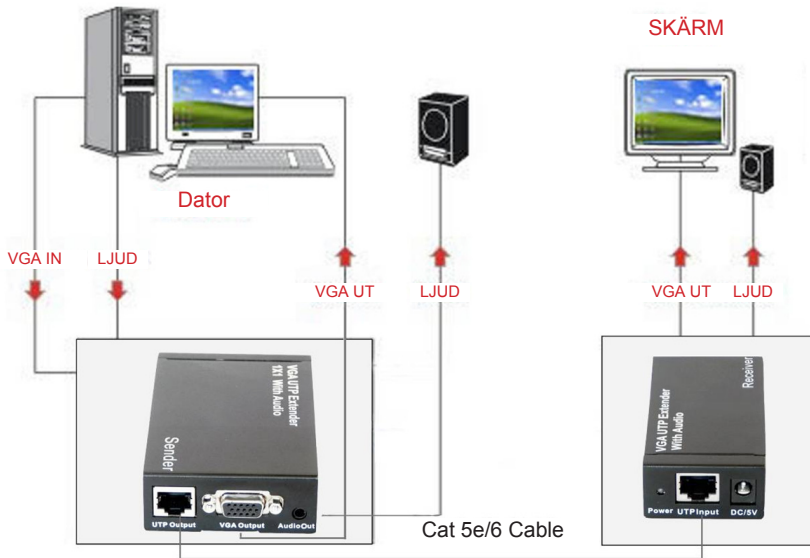 SKÄRM
Dator
VGA IN
LJUD
VGA UT
LJUD
VGA UT
LJUD
VGA UTP Extender
1X1 With Audio
Sender
UTP Output
VGA Output
AudioOut
Cat 5e/6 Cable
Receiver
VGA UTP Extender
With Audio
Power
UTP Input
DC/5V